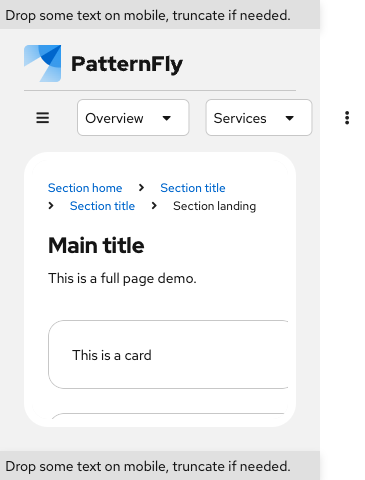 Drop some text on mobile, truncate if needed.
PatternFly
Overview
Services
Section home
Section title
Section title
Section landing
Main title
This is a full page demo.
This is a card
Drop some text on mobile, truncate if needed.